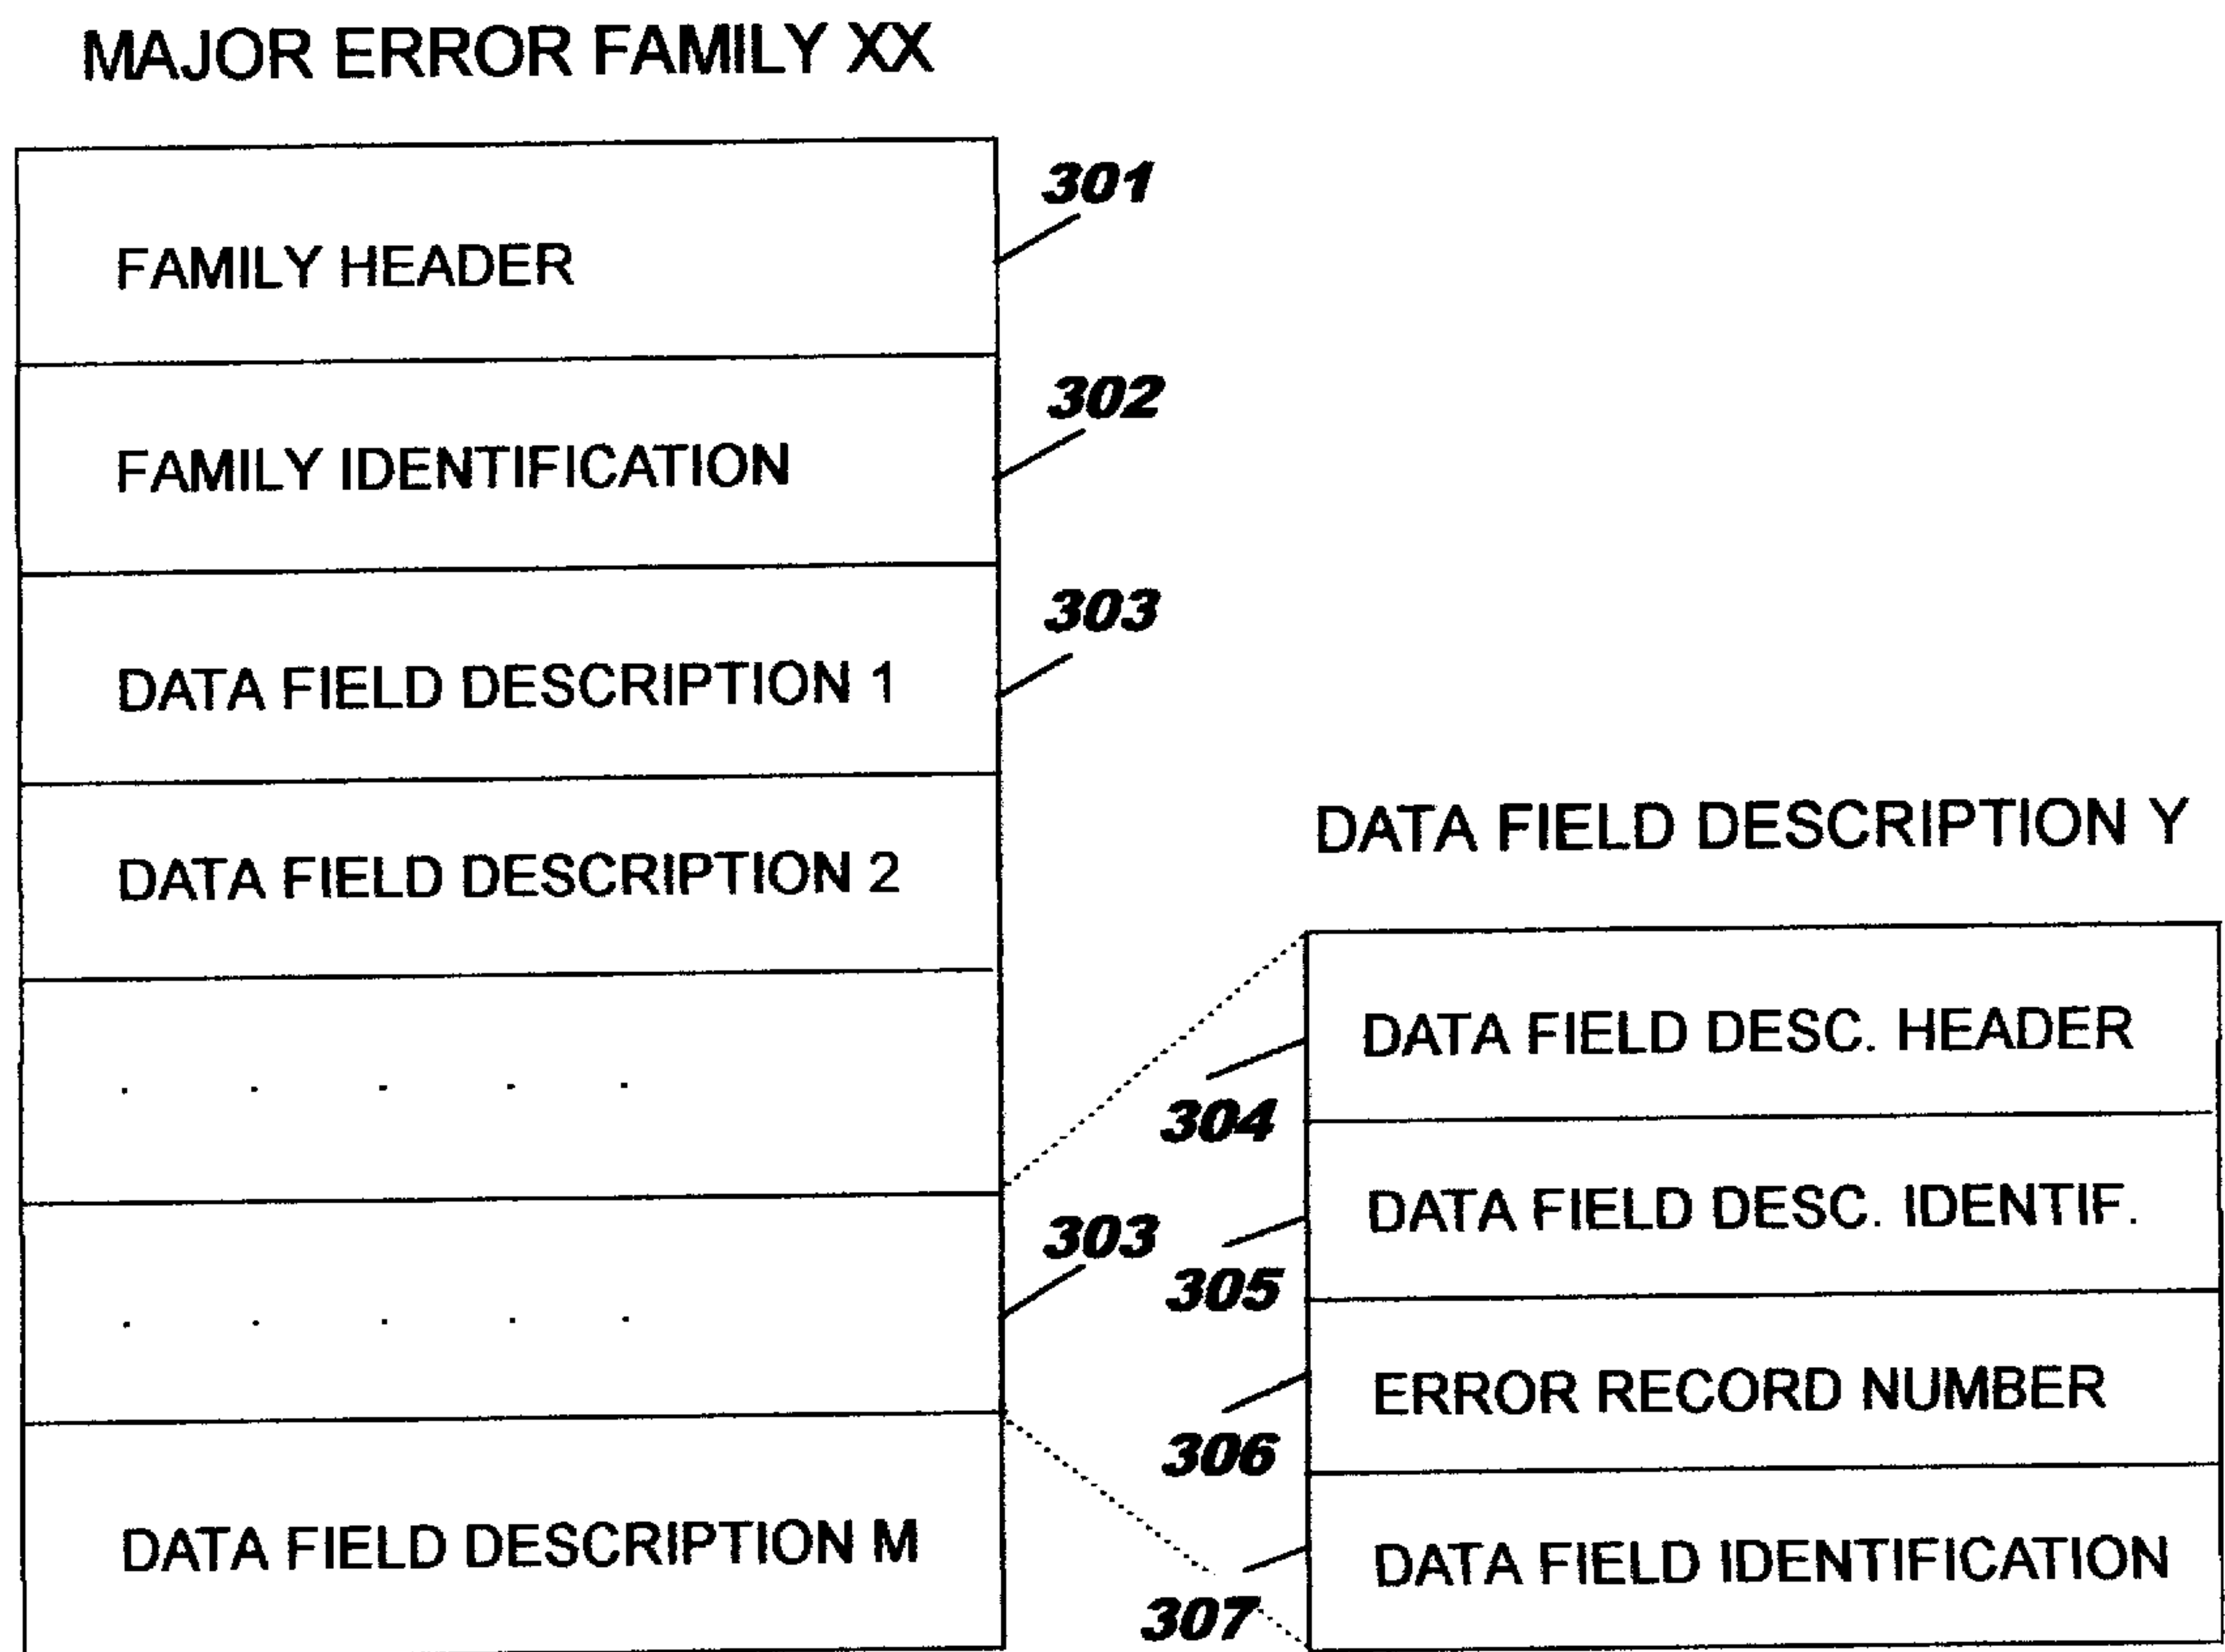 MAJOR ERROR FAMILY XX
301
FAMILY HEADER
302
FAMILY IDENTIFICATION
303
DATA FIELD DESCRIPTION 1
DATA FIELD DESCRIPTION 2
. . . . .
303
. . . . .
DATA FIELD DESCRIPTION M
DATA FIELD DESCRIPTION Y
DATA FIELD DESC. HEADER
304
DATA FIELD DESC. IDENTIF.
305
ERROR RECORD NUMBER
306
DATA FIELD IDENTIFICATION
307